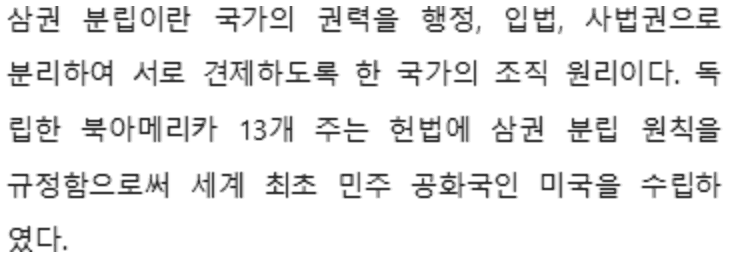 삼권 분립이란 국가의 권력을 행정, 입법, 사법권으로
분리하여 서로 견제하도록 한 국가의 조직 원리이다. 독
립한 북아메리카 13개 주는 헌법에 삼권 분립 원칙을
규정함으로써 세계 최초 민주 공화국인 미국을 수립하
였다.